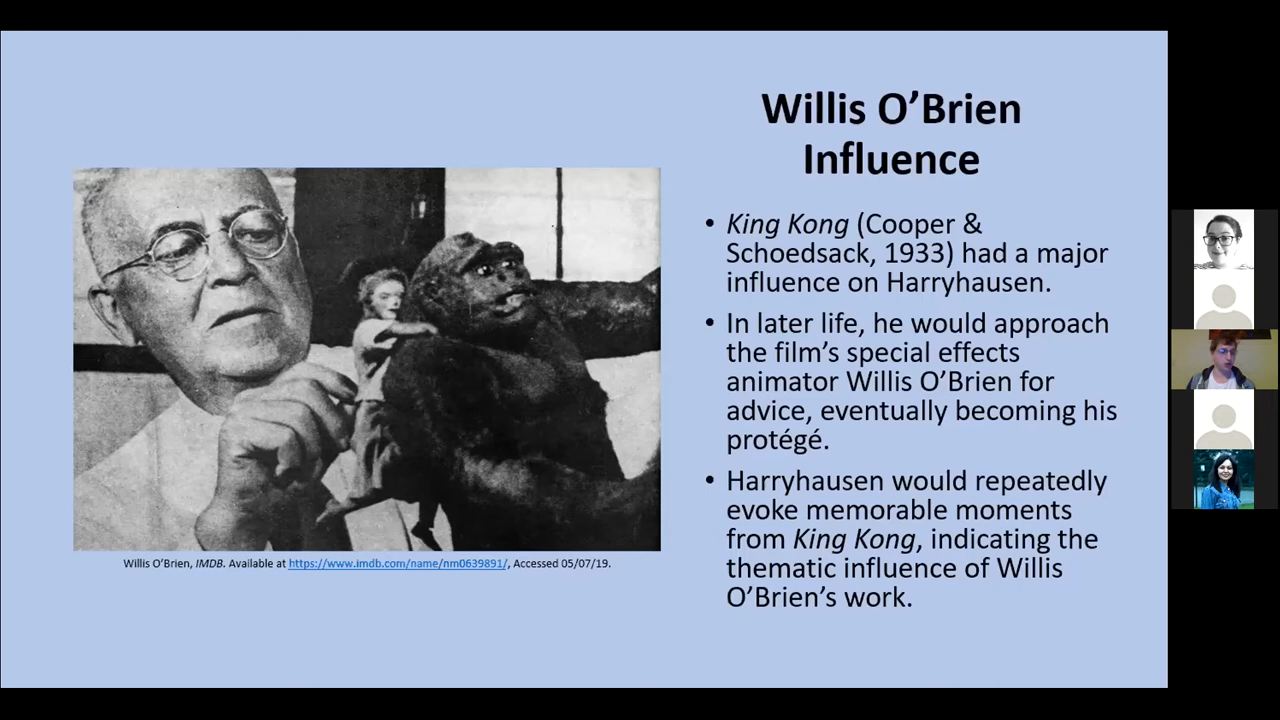 Willis O’Brien
Influence
• King Kong (Cooper &
Schoedsack, 1933) had a major
influence on Harryhausen.
• In later life, he would approach
the film’s special effects
animator Willis O’Brien for
advice, eventually becoming his
protégé.
• Harryhausen would repeatedly
evoke memorable moments
from King Kong, indicating the
thematic influence of Willis
O’Brien’s work.
Willis O’Brien, IMDB. Available at https://www.imdb.com/name/nm0639891/, Accessed 05/07/19.